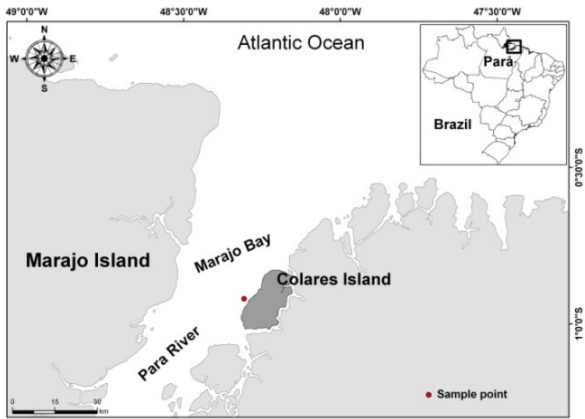 49°0'0"W
48°30'0"W
48°0'0"W
47°30'0"W
N
W
E
S
Atlantic Ocean
Pará
Brazil
0°30'0"S
Marajo Bay
Marajo Island
Colares Island
1°0'0"S
Para River
0 15 30
km
Sample point